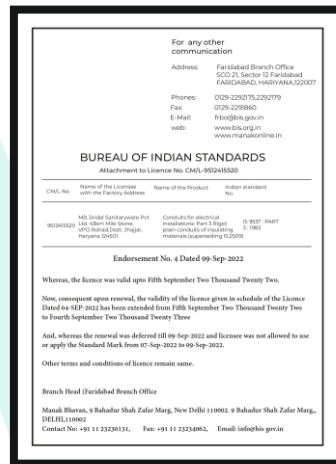 For any other
communication
Address: Faridabad Branch Office
SCO 21, Sector 12 Faridabad
FARIDABAD, HARIYANA,122007
Phones: 0129-2292175,2292179
Fax: 0129-2291860
E-Mail: frbo@bis.gov.in
web: www.bis.org.in
www.manakonline.in
BUREAU OF INDIAN STANDARDS
Attachment to Licence No. CM/L-9512415520
CM/L-No Name of the Licensee with the Factory Address Name of the Product Indian standard No.
9512415520 M/s Jindal Sanitaryware Pvt Ltd. 43km Mile Stone, VPO Rohad,Distt. Jhajjar, Haryana 124501. Conduits for electrical installations: Part 3 Rigid plain conduits of insulating materials (superseding IS:2509) IS 9537 : PART 3 : 1983
Endorsement No. 4 Dated 09-Sep-2022
Whereas, the licence was valid upto Fifth September Two Thousand Twenty Two.
Now, consequent upon renewal, the validity of the licence given in schedule of the Licence
Dated 04-SEP-2022 has been extended from Fifth September Two Thousand Twenty Two
to Fourth September Two Thousand Twenty Three
And, whereas the renewal was deferred till 09-Sep-2022 and licensee was not allowed to use
or apply the Standard Mark from 07-Sep-2022 to 09-Sep-2022.
Other terms and conditions of licence remain same.
Branch Head (Faridabad Branch Office
Manak Bhavan, 9 Bahadur Shah Zafar Marg, New Delhi 110002. 9 Bahadur Shah Zafar Marg,,
DELHI,110002
Contact No: +91 11 23230131, Fax: +91 11 23234062, Email: info@bis gov.in